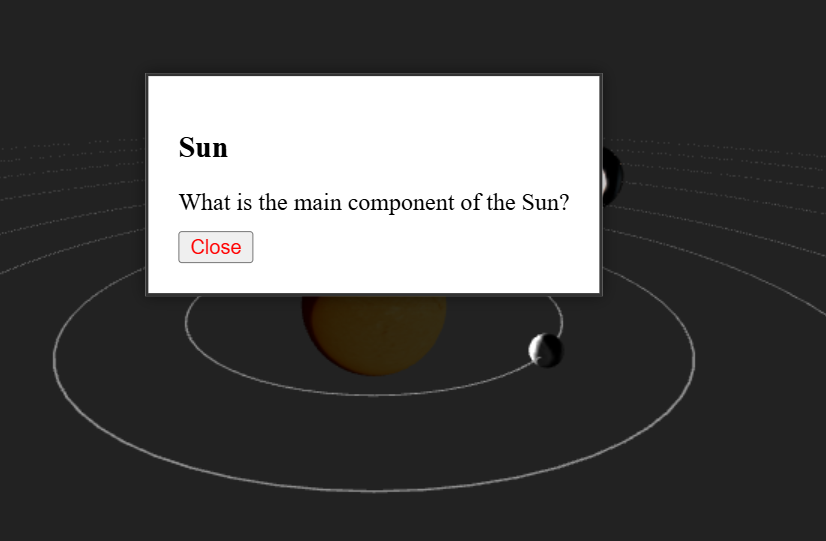 Sun
What is the main component of the Sun?
Close